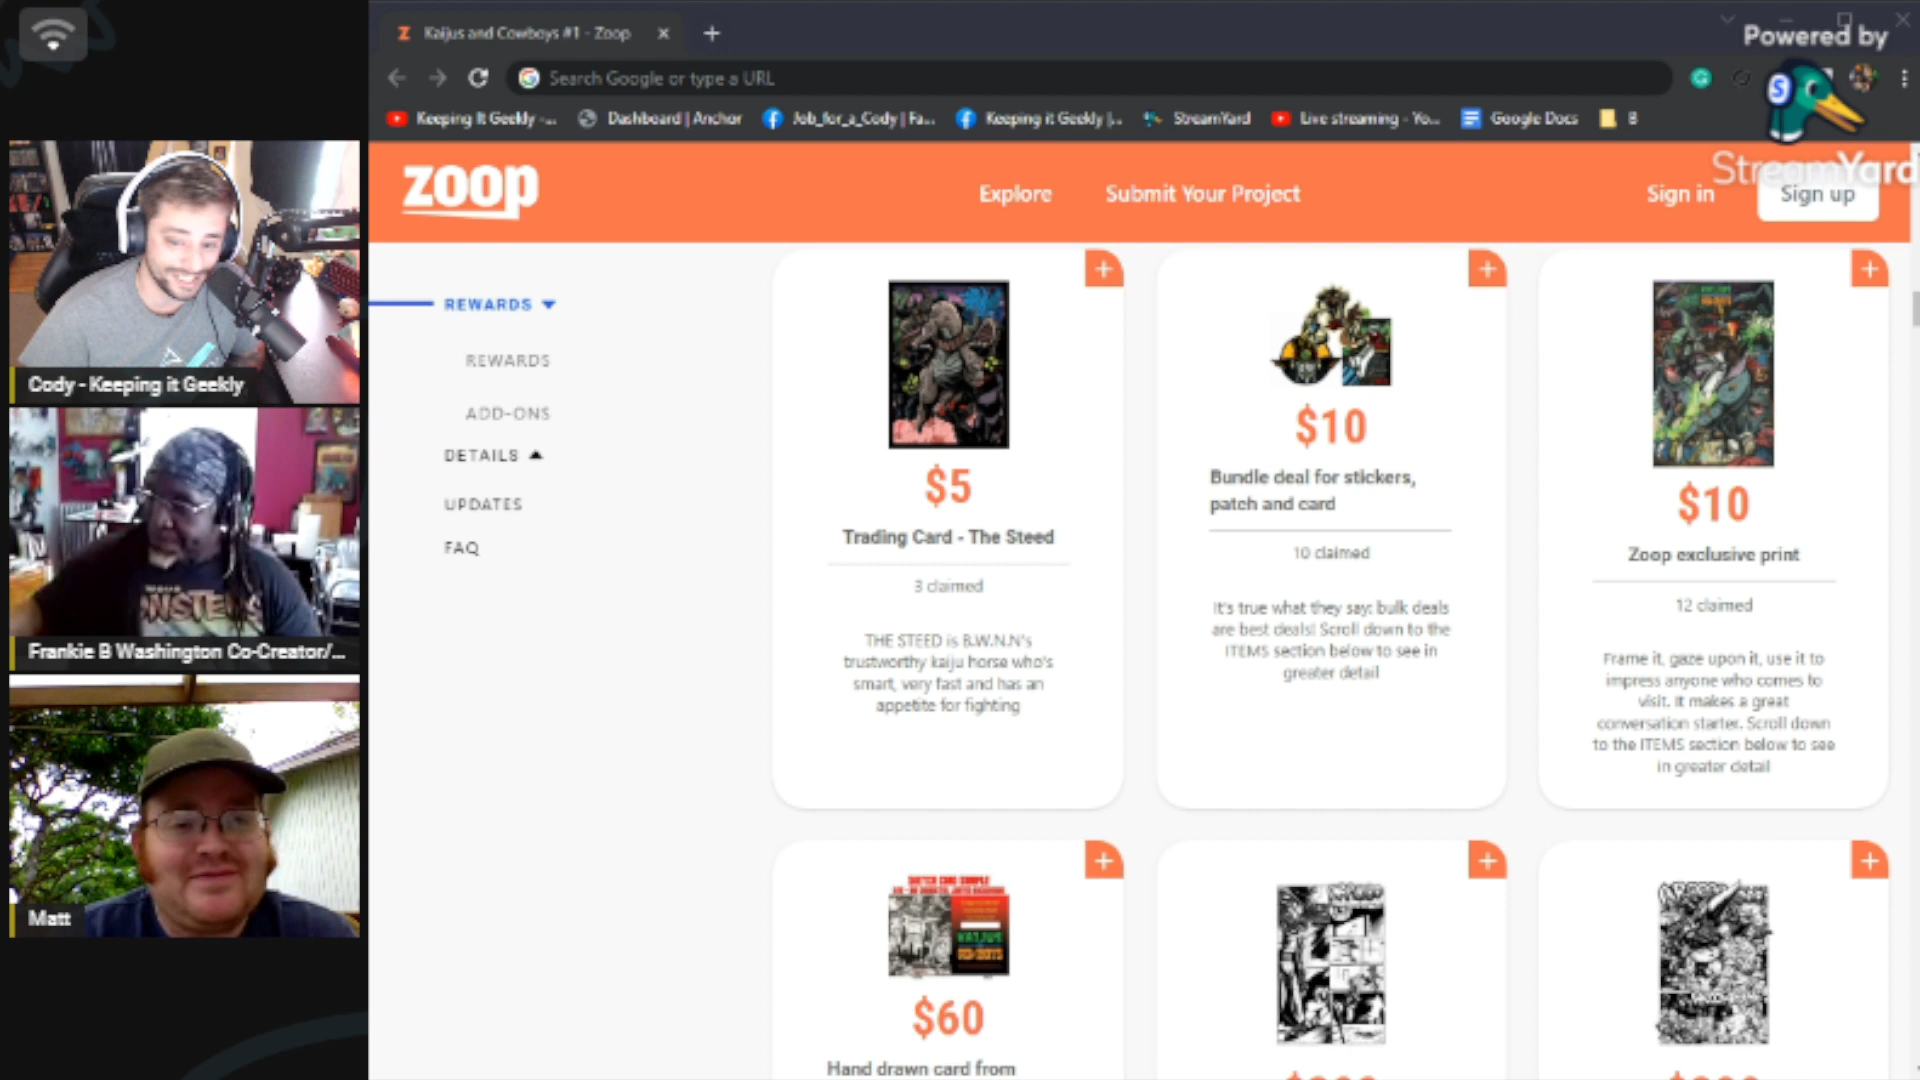 Kaijus and Cowboys #1 - Zoop
Powered by
Search Google or type a URL
Keeping It Geekly -...
Dashboard | Anchor
Job_for_a_Cody | Fa...
Keeping it Geekly |...
StreamYard
Live streaming - Yo...
Google Docs
B
StreamYard
zoop
Explore
Submit Your Project
Sign in
Sign up
REWARDS
REWARDS
ADD-ONS
DETAILS
UPDATES
FAQ
$5
Trading Card - The Steed
3 claimed
THE STEED is B.W.N.N's
trustworthy kaiju horse who's
smart, very fast and has an
appetite for fighting
$10
Bundle deal for stickers,
patch and card
10 claimed
It's true what they say: bulk deals
are best deals! Scroll down to the
ITEMS section below to see in
greater detail
$10
Zoop exclusive print
12 claimed
Frame it, gaze upon it, use it to
impress anyone who comes to
visit. It makes a great
conversation starter. Scroll down
to the ITEMS section below to see
in greater detail
$60
Hand drawn card from
Cody - Keeping it Geekly
Frankie B Washington Co-Creator/...
Matt